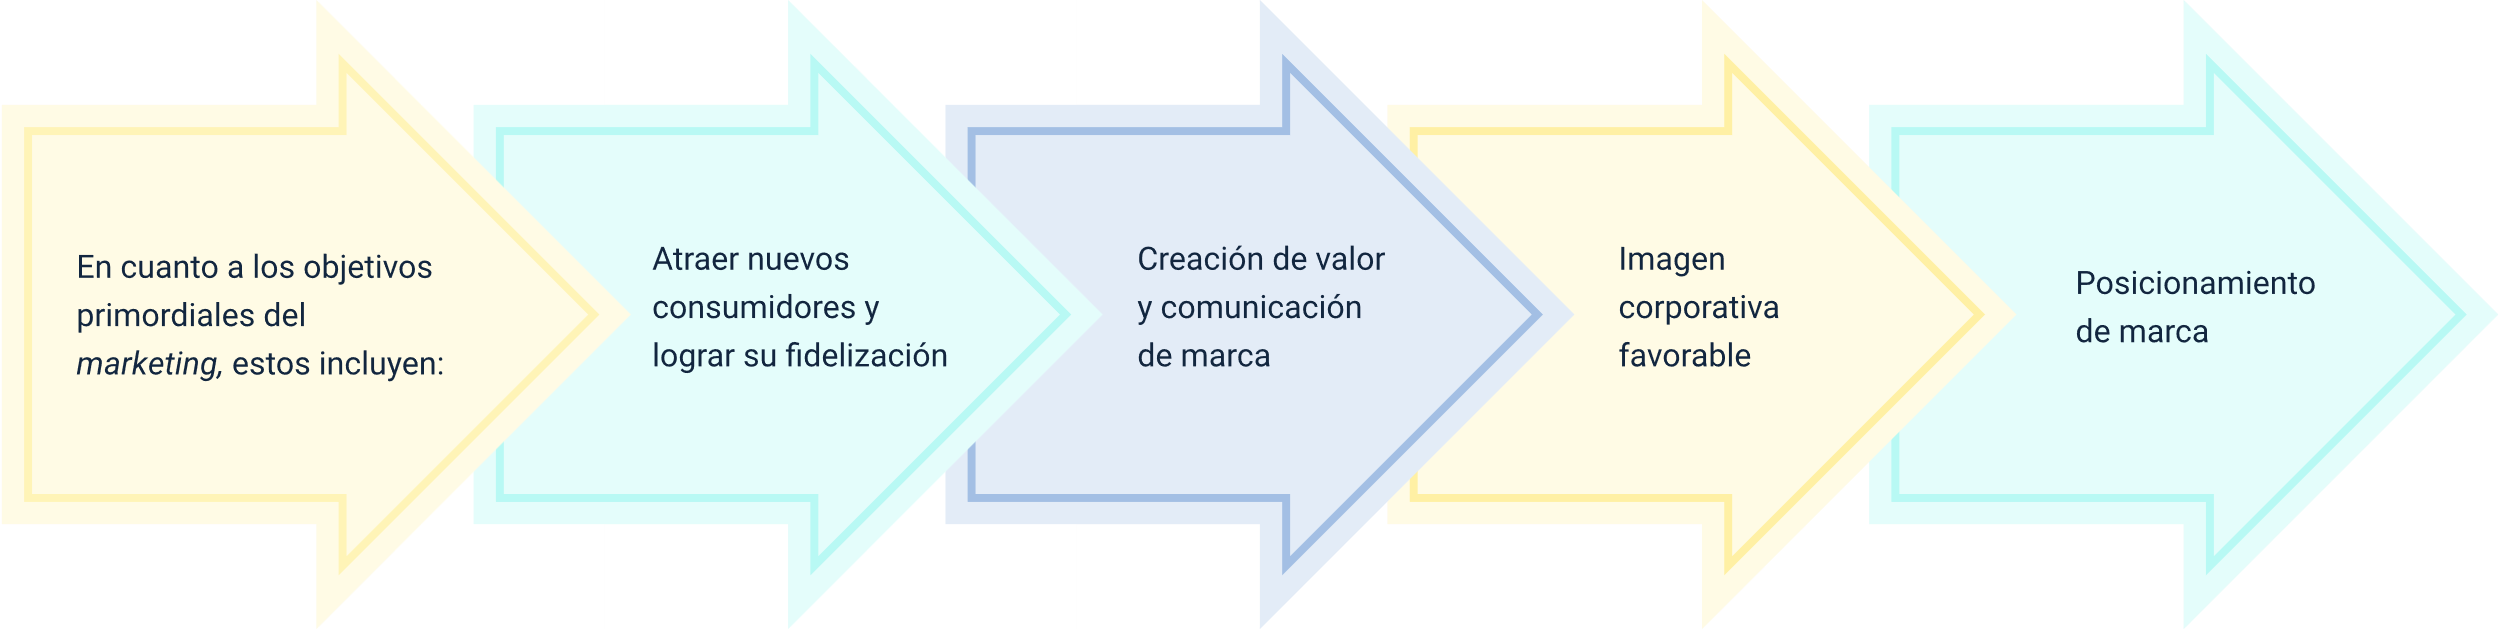 En cuanto a los objetivos
primordiales del
marketing, estos incluyen:
Atraer nuevos
consumidores y
lograr su fidelización
Creación de valor
y comunicación
de marca
Imagen
corporativa
favorable
Posicionamiento
de marca